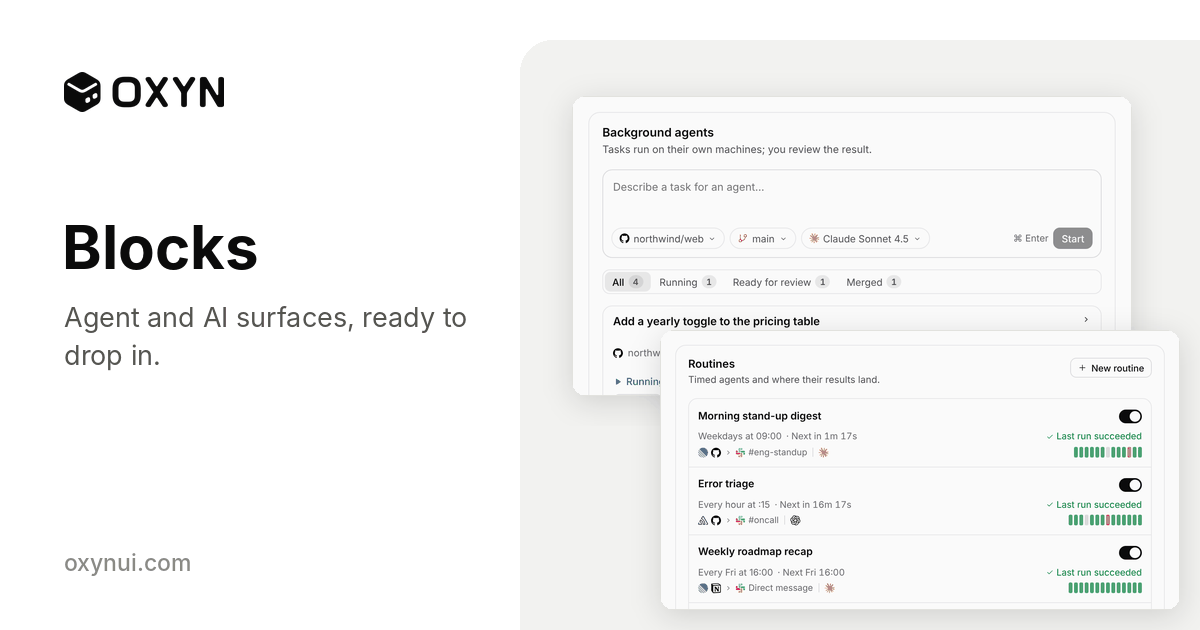 OXYN
Blocks
Agent and AI surfaces, ready to
drop in.
oxynui.com
Background agents
Tasks run on their own machines; you review the result.
Describe a task for an agent...
northwind/web
main
Claude Sonnet 4.5
⌘ Enter
Start
All 4
Running 1
Ready for review 1
Merged 1
Add a yearly toggle to the pricing table
northw
Runnin
Routines
Timed agents and where their results land.
+ New routine
Morning stand-up digest
Weekdays at 09:00 · Next in 1m 17s
✓ Last run succeeded
#eng-standup
Error triage
Every hour at :15 · Next in 16m 17s
✓ Last run succeeded
#oncall
Weekly roadmap recap
Every Fri at 16:00 · Next Fri 16:00
✓ Last run succeeded
Direct message